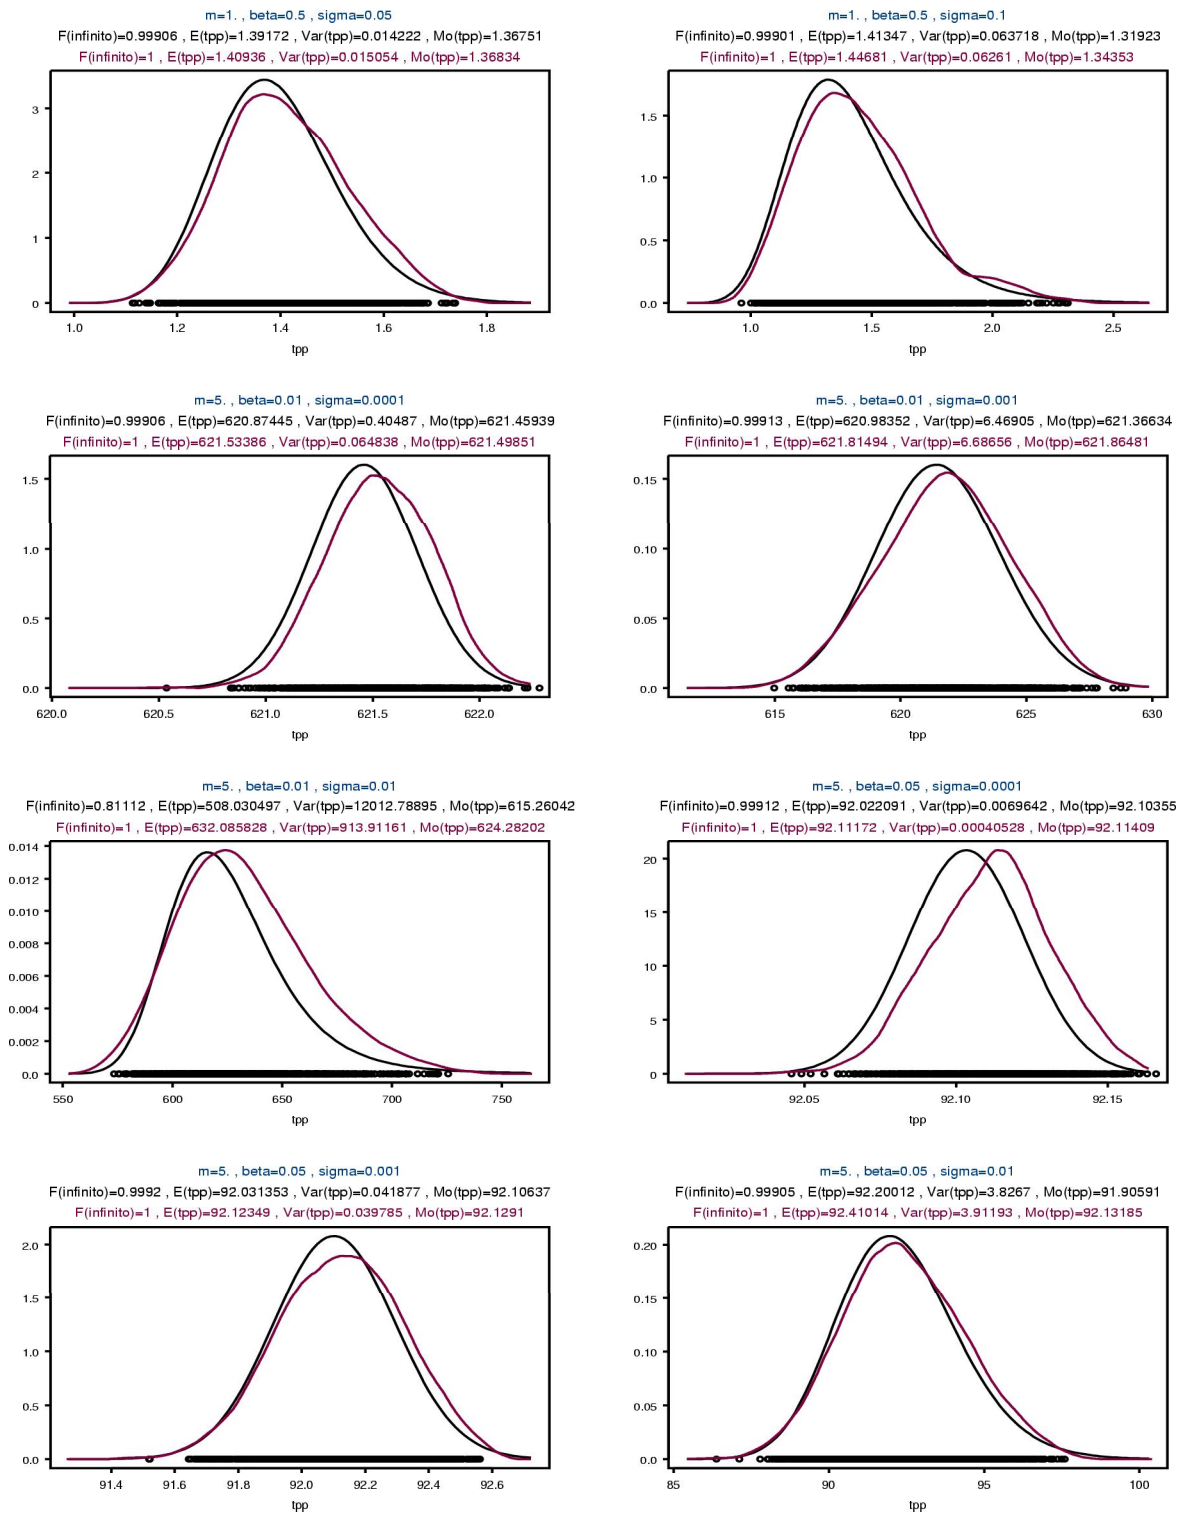 m=1. , beta=0.5 , sigma=0.05
F(infinito)=0.99906 , E(tpp)=1.39172 , Var(tpp)=0.014222 , Mo(tpp)=1.36751
F(infinito)=1 , E(tpp)=1.40936 , Var(tpp)=0.015054 , Mo(tpp)=1.36834
3
2
1
0
1.0 1.2 1.4 1.6 1.8
tpp
m=1. , beta=0.5 , sigma=0.1
F(infinito)=0.99901 , E(tpp)=1.41347 , Var(tpp)=0.063718 , Mo(tpp)=1.31923
F(infinito)=1 , E(tpp)=1.44681 , Var(tpp)=0.06261 , Mo(tpp)=1.34353
1.5
1.0
0.5
0.0
1.0 1.5 2.0 2.5
tpp
m=5. , beta=0.01 , sigma=0.0001
F(infinito)=0.99906 , E(tpp)=620.87445 , Var(tpp)=0.40487 , Mo(tpp)=621.45939
F(infinito)=1 , E(tpp)=621.53386 , Var(tpp)=0.064838 , Mo(tpp)=621.49851
1.5
1.0
0.5
0.0
620.0 620.5 621.0 621.5 622.0
tpp
m=5. , beta=0.01 , sigma=0.001
F(infinito)=0.99913 , E(tpp)=620.98352 , Var(tpp)=6.46905 , Mo(tpp)=621.36634
F(infinito)=1 , E(tpp)=621.81494 , Var(tpp)=6.68656 , Mo(tpp)=621.86481
0.15
0.10
0.05
0.0
615 620 625 630
tpp
m=5. , beta=0.01 , sigma=0.01
F(infinito)=0.81112 , E(tpp)=508.030497 , Var(tpp)=12012.78895 , Mo(tpp)=615.26042
F(infinito)=1 , E(tpp)=632.085828 , Var(tpp)=913.91161 , Mo(tpp)=624.28202
0.014
0.012
0.010
0.008
0.006
0.004
0.002
0.0
550 600 650 700 750
tpp
m=5. , beta=0.05 , sigma=0.0001
F(infinito)=0.99912 , E(tpp)=92.022091 , Var(tpp)=0.0069642 , Mo(tpp)=92.10355
F(infinito)=1 , E(tpp)=92.11172 , Var(tpp)=0.00040528 , Mo(tpp)=92.11409
20
15
10
5
0
92.05 92.10 92.15
tpp
m=5. , beta=0.05 , sigma=0.001
F(infinito)=0.9992 , E(tpp)=92.031353 , Var(tpp)=0.041877 , Mo(tpp)=92.10637
F(infinito)=1 , E(tpp)=92.12349 , Var(tpp)=0.039785 , Mo(tpp)=92.1291
2.0
1.5
1.0
0.5
0.0
91.4 91.6 91.8 92.0 92.2 92.4 92.6
tpp
m=5. , beta=0.05 , sigma=0.01
F(infinito)=0.99905 , E(tpp)=92.20012 , Var(tpp)=3.8267 , Mo(tpp)=91.90591
F(infinito)=1 , E(tpp)=92.41014 , Var(tpp)=3.91193 , Mo(tpp)=92.13185
0.20
0.15
0.10
0.05
0.0
85 90 95 100
tpp